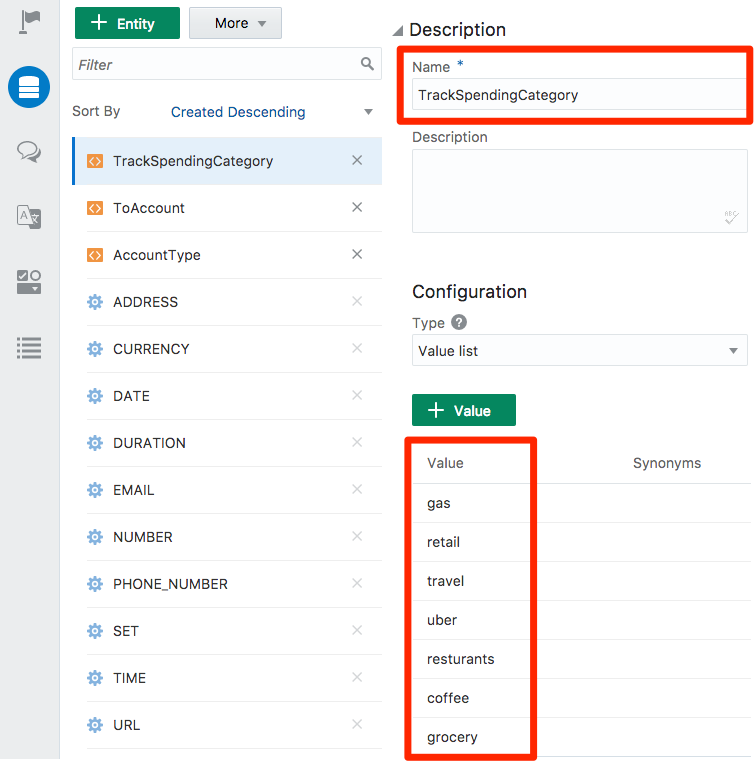 Entity
More
Filter
Sort By
Created Descending
TrackSpendingCategory
ToAccount
AccountType
ADDRESS
CURRENCY
DATE
DURATION
EMAIL
NUMBER
PHONE_NUMBER
SET
TIME
URL
Description
Name *
TrackSpendingCategory
Description
ABC
Configuration
Type ?
Value list
Value
Value Synonyms
gas
retail
travel
uber
resturants
coffee
grocery